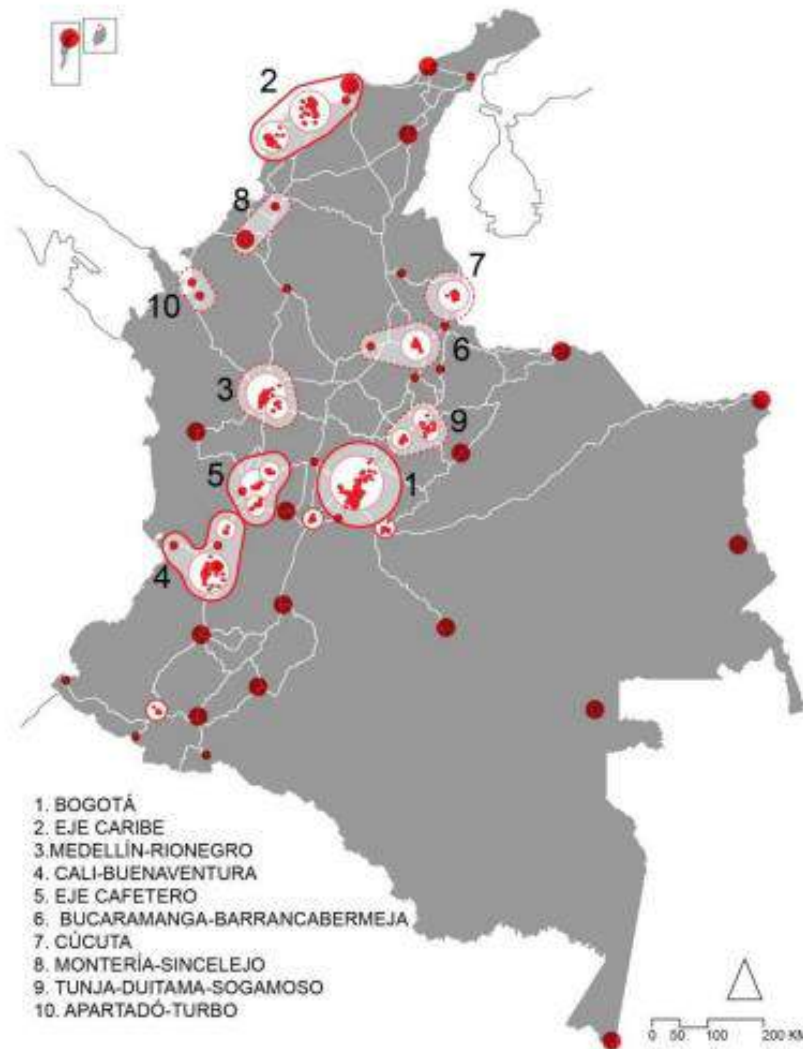 2
8
7
10
6
3
9
5
1
4
1. BOGOTÁ
2. EJE CARIBE
3.MEDELLÍN-RIONEGRO
4. CALI-BUENAVENTURA
5. EJE CAFETERO
6. BUCARAMANGA-BARRANCABERMEJA
7. CÚCUTA
8. MONTERÍA-SINCELEJO
9. TUNJA-DUITAMA-SOGAMOSO
10. APARTADÓ-TURBO
0 50 100 200 KM